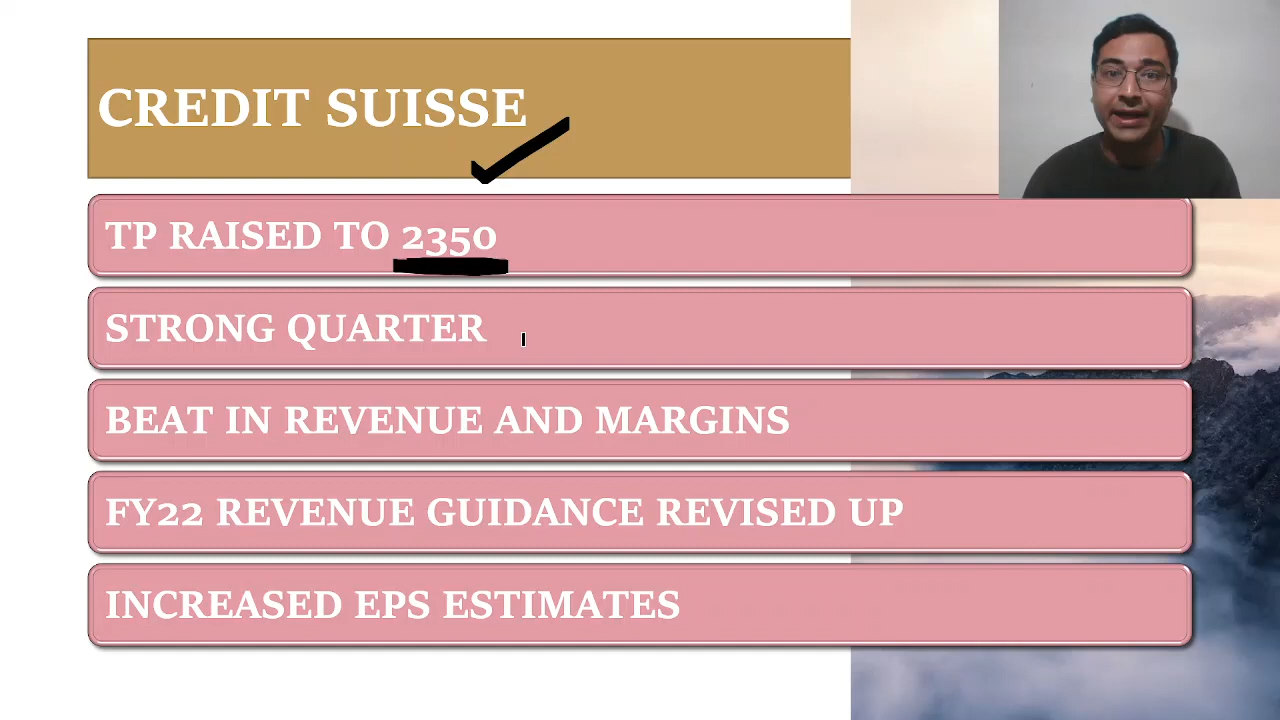 CREDIT SUISSE
TP RAISED TO 2350
STRONG QUARTER
BEAT IN REVENUE AND MARGINS
FY22 REVENUE GUIDANCE REVISED UP
INCREASED EPS ESTIMATES